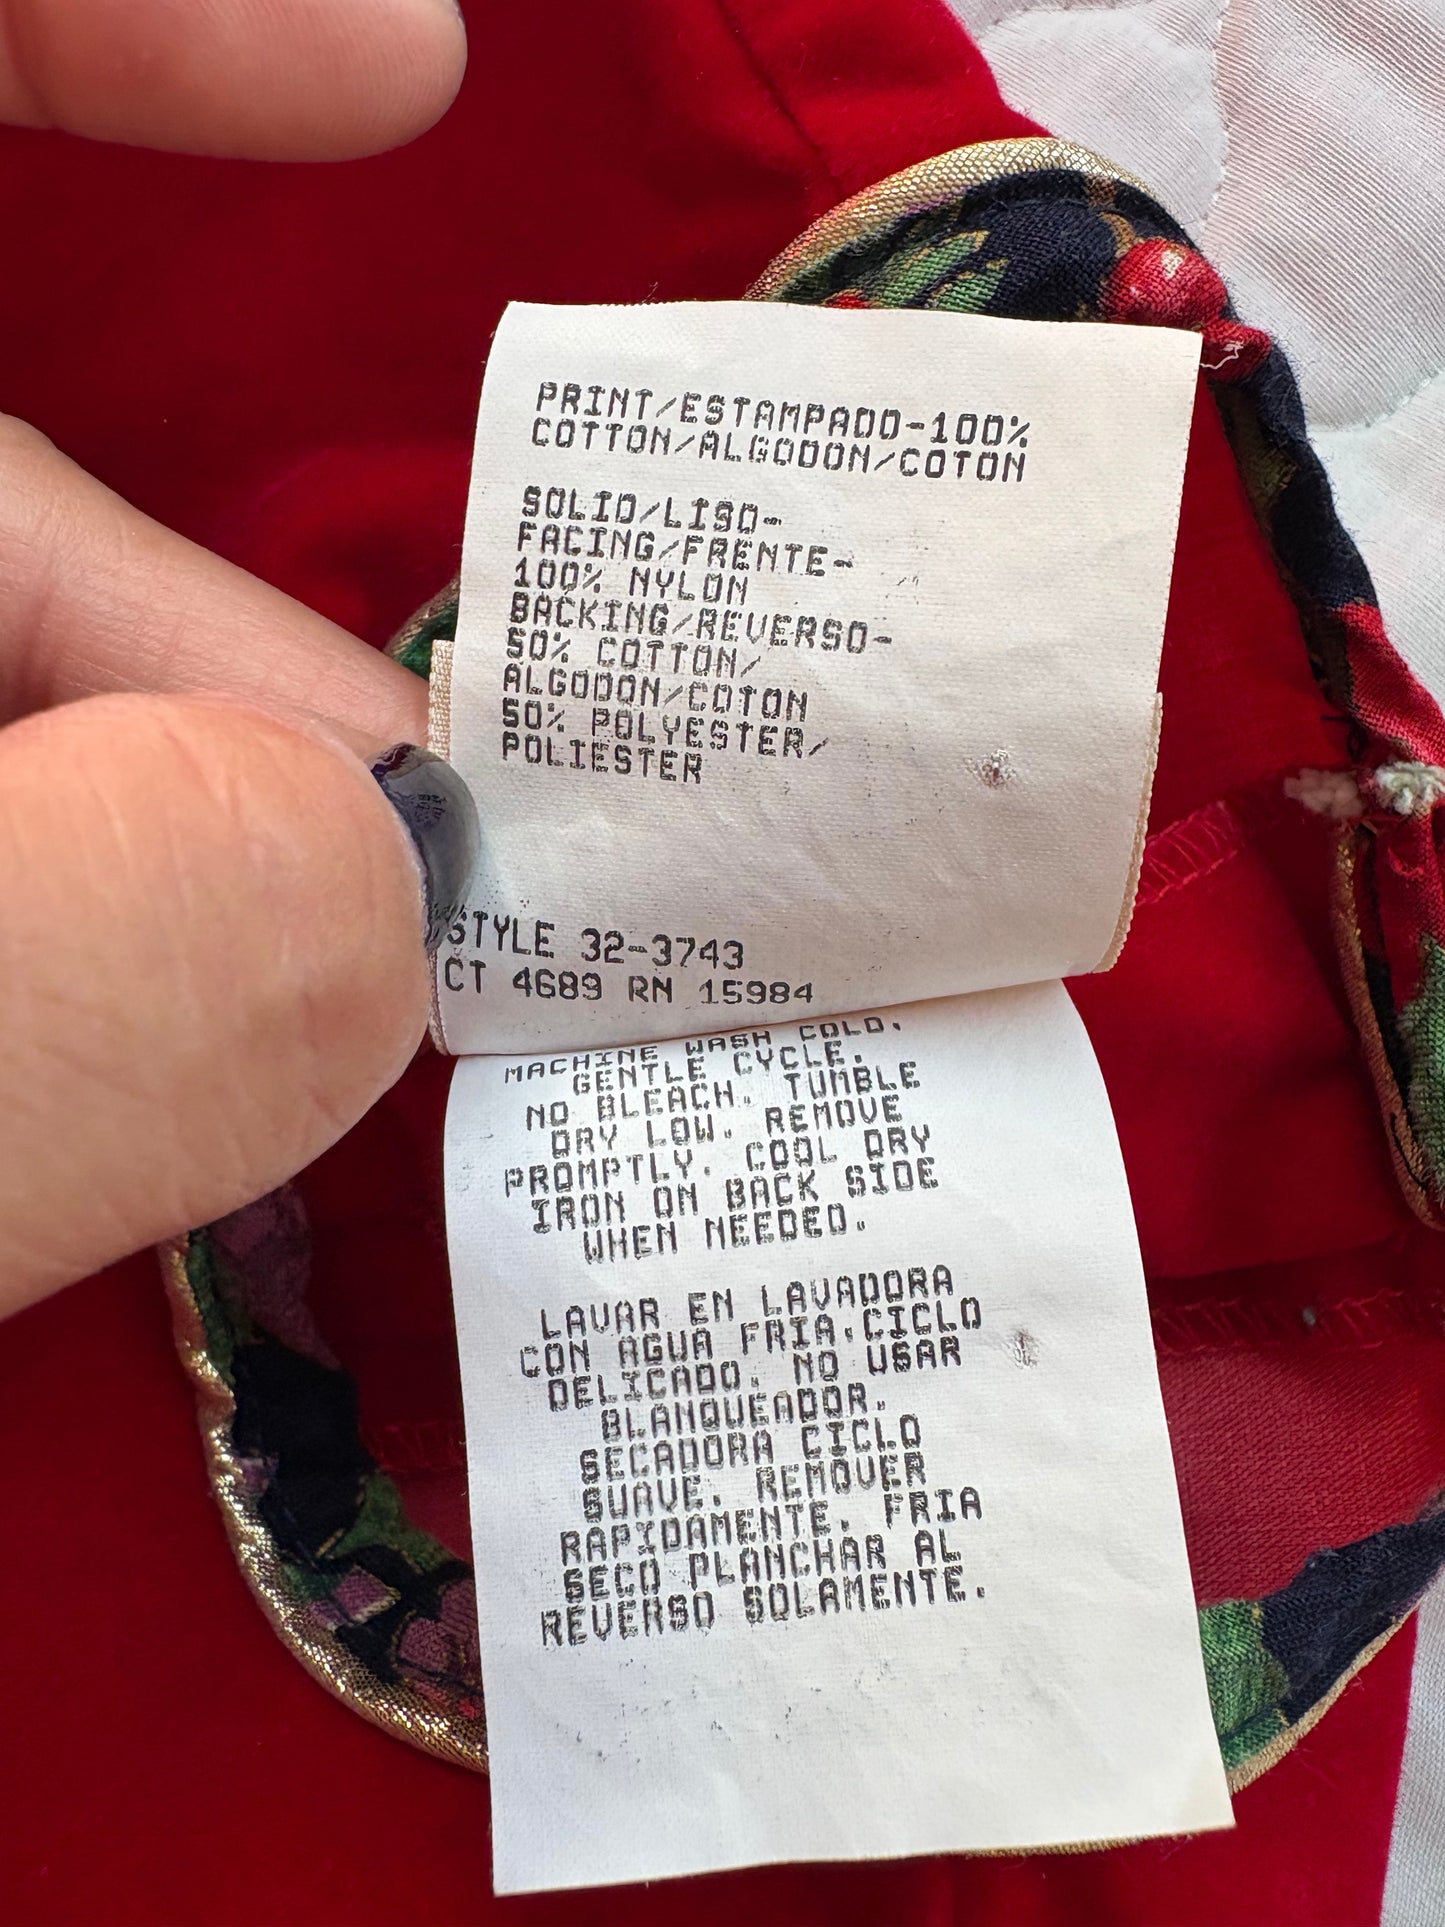 PRINT/ESTAMPADO-100%
COTTON/ALGODON/COTON
SOLID/LISO-
FACING/FRENTE-
100% NYLON
BACKING/REVERSO-
50% COTTON/
ALGODON/COTON
50% POLYESTER/
POLIESTER
STYLE 32-3743
CT 4689 RN 15984
MACHINE WASH COLD.
GENTLE CYCLE.
NO BLEACH. TUMBLE
DRY LOW. REMOVE
PROMPTLY. COOL DRY
IRON ON BACK SIDE
WHEN NEEDED.
LAVAR EN LAVADORA
CON AGUA FRIA.CICLO
DELICADO. NO USAR
BLANQUEADOR.
SECADORA CICLO
SUAVE. REMOVER
RAPIDAMENTE. FRIA
SECO PLANCHAR AL
REVERSO SOLAMENTE.